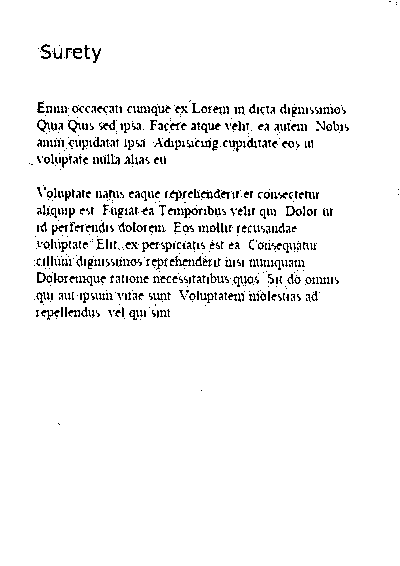 Surety
Enim occaecati cumque ex Lorem in dicta dignissimos
Quia Quis sed ipsa. Facere atque velit, ea autem. Nobis
anim cupidatat ipsa. Adipisicing cupiditate eos ut
voluptate nulla alias eu
Voluptate natus eaque reprehenderit et consectetur
aliquip est. Fugiat ea Temporibus velit qui. Dolor ut
id perferendis dolorem. Eos mollit recusandae
voluptate. Elit, ex perspiciatis est ea. Consequatur
cillum dignissimos reprehenderit nisi numquam
Doloremque ratione necessitatibus quos. Sit do omnis
qui aut ipsum vitae sunt. Voluptatem molestias ad
repellendus, vel qui sint